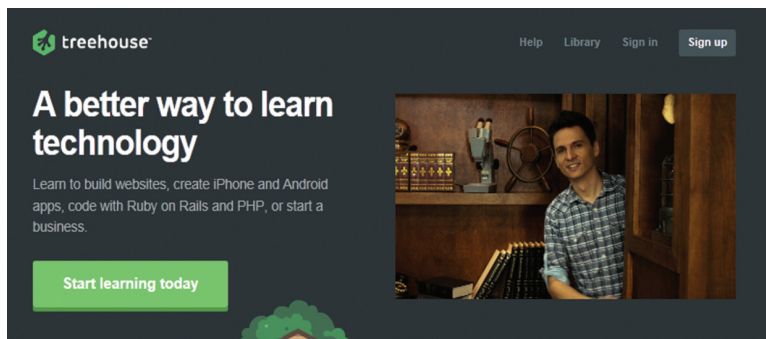 treehouse™
Help Library Sign in Sign up
A better way to learn
technology
Learn to build websites, create iPhone and Android
apps, code with Ruby on Rails and PHP, or start a
business.
Start learning today